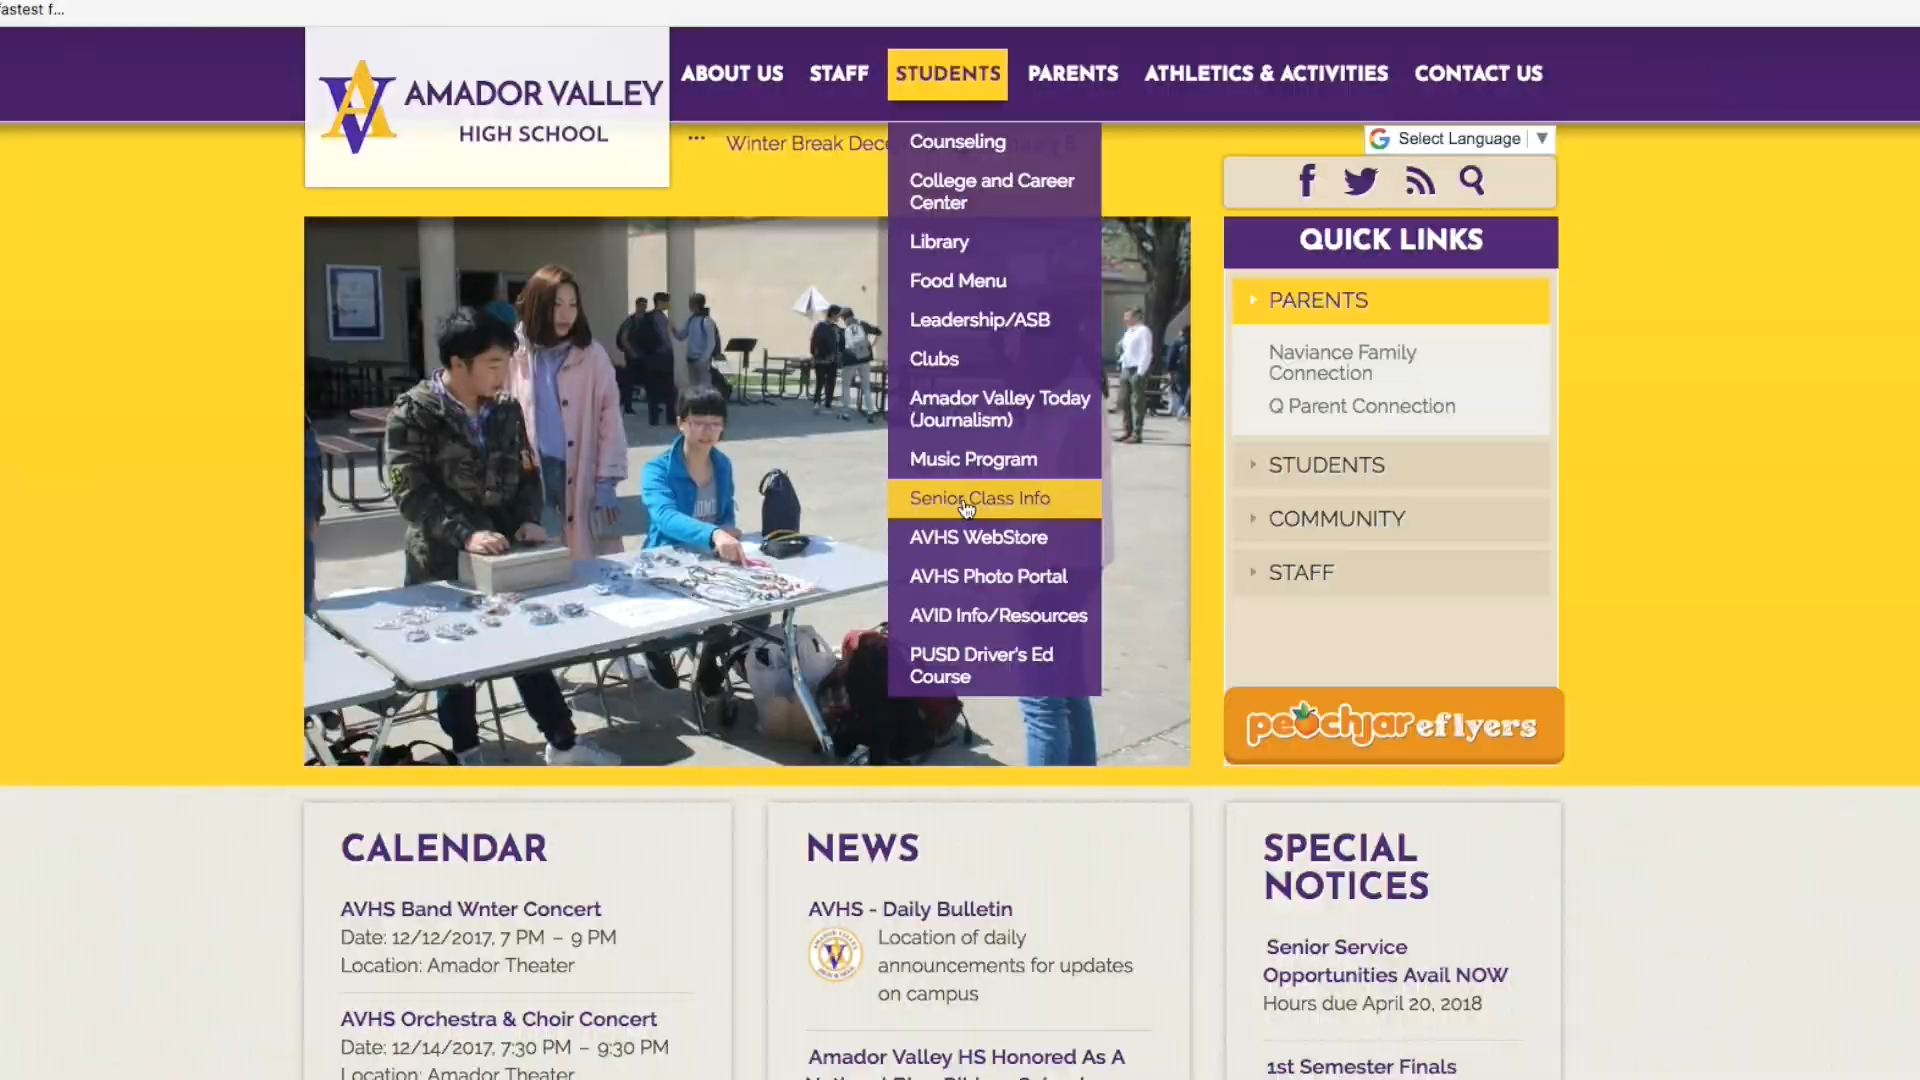 fastest f...
AMADOR VALLEY
HIGH SCHOOL
ABOUT US
STAFF
STUDENTS
PARENTS
ATHLETICS & ACTIVITIES
CONTACT US
Winter Break Dec
Select Language
Counseling
College and Career
Center
Library
Food Menu
Leadership/ASB
Clubs
Amador Valley Today
(Journalism)
Music Program
Senior Class Info
AVHS WebStore
AVHS Photo Portal
AVID Info/Resources
PUSD Driver's Ed
Course
QUICK LINKS
PARENTS
Naviance Family
Connection
Q Parent Connection
STUDENTS
COMMUNITY
STAFF
peachjar eflyers
CALENDAR
AVHS Band Wnter Concert
Date: 12/12/2017, 7 PM – 9 PM
Location: Amador Theater
AVHS Orchestra & Choir Concert
Date: 12/14/2017, 7:30 PM – 9:30 PM
Location: Amador Theater
NEWS
AVHS - Daily Bulletin
Location of daily
announcements for updates
on campus
Amador Valley HS Honored As A
SPECIAL
NOTICES
Senior Service
Opportunities Avail NOW
Hours due April 20, 2018
1st Semester Finals